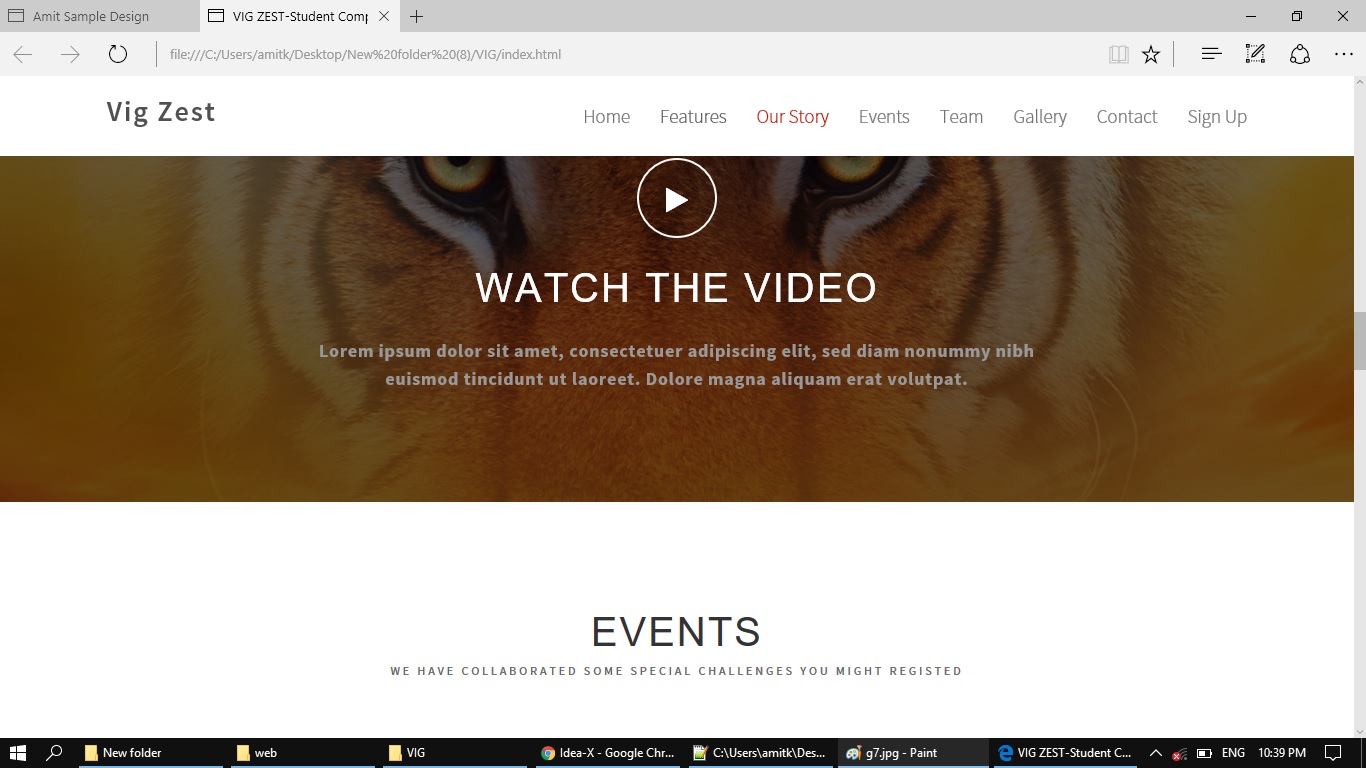 Amit Sample Design
VIG ZEST-Student Comp
file:///C:/Users/amitk/Desktop/New%20folder%20(8)/VIG/index.html
Vig Zest
Home Features Our Story Events Team Gallery Contact Sign Up
WATCH THE VIDEO
Lorem ipsum dolor sit amet, consectetuer adipiscing elit, sed diam nonummy nibh
euismod tincidunt ut laoreet. Dolore magna aliquam erat volutpat.
EVENTS
WE HAVE COLLABORATED SOME SPECIAL CHALLENGES YOU MIGHT REGISTED
New folder web VIG Idea-X - Google Chr... C:\Users\amitk\Des... g7.jpg - Paint VIG ZEST-Student C... ENG 10:39 PM